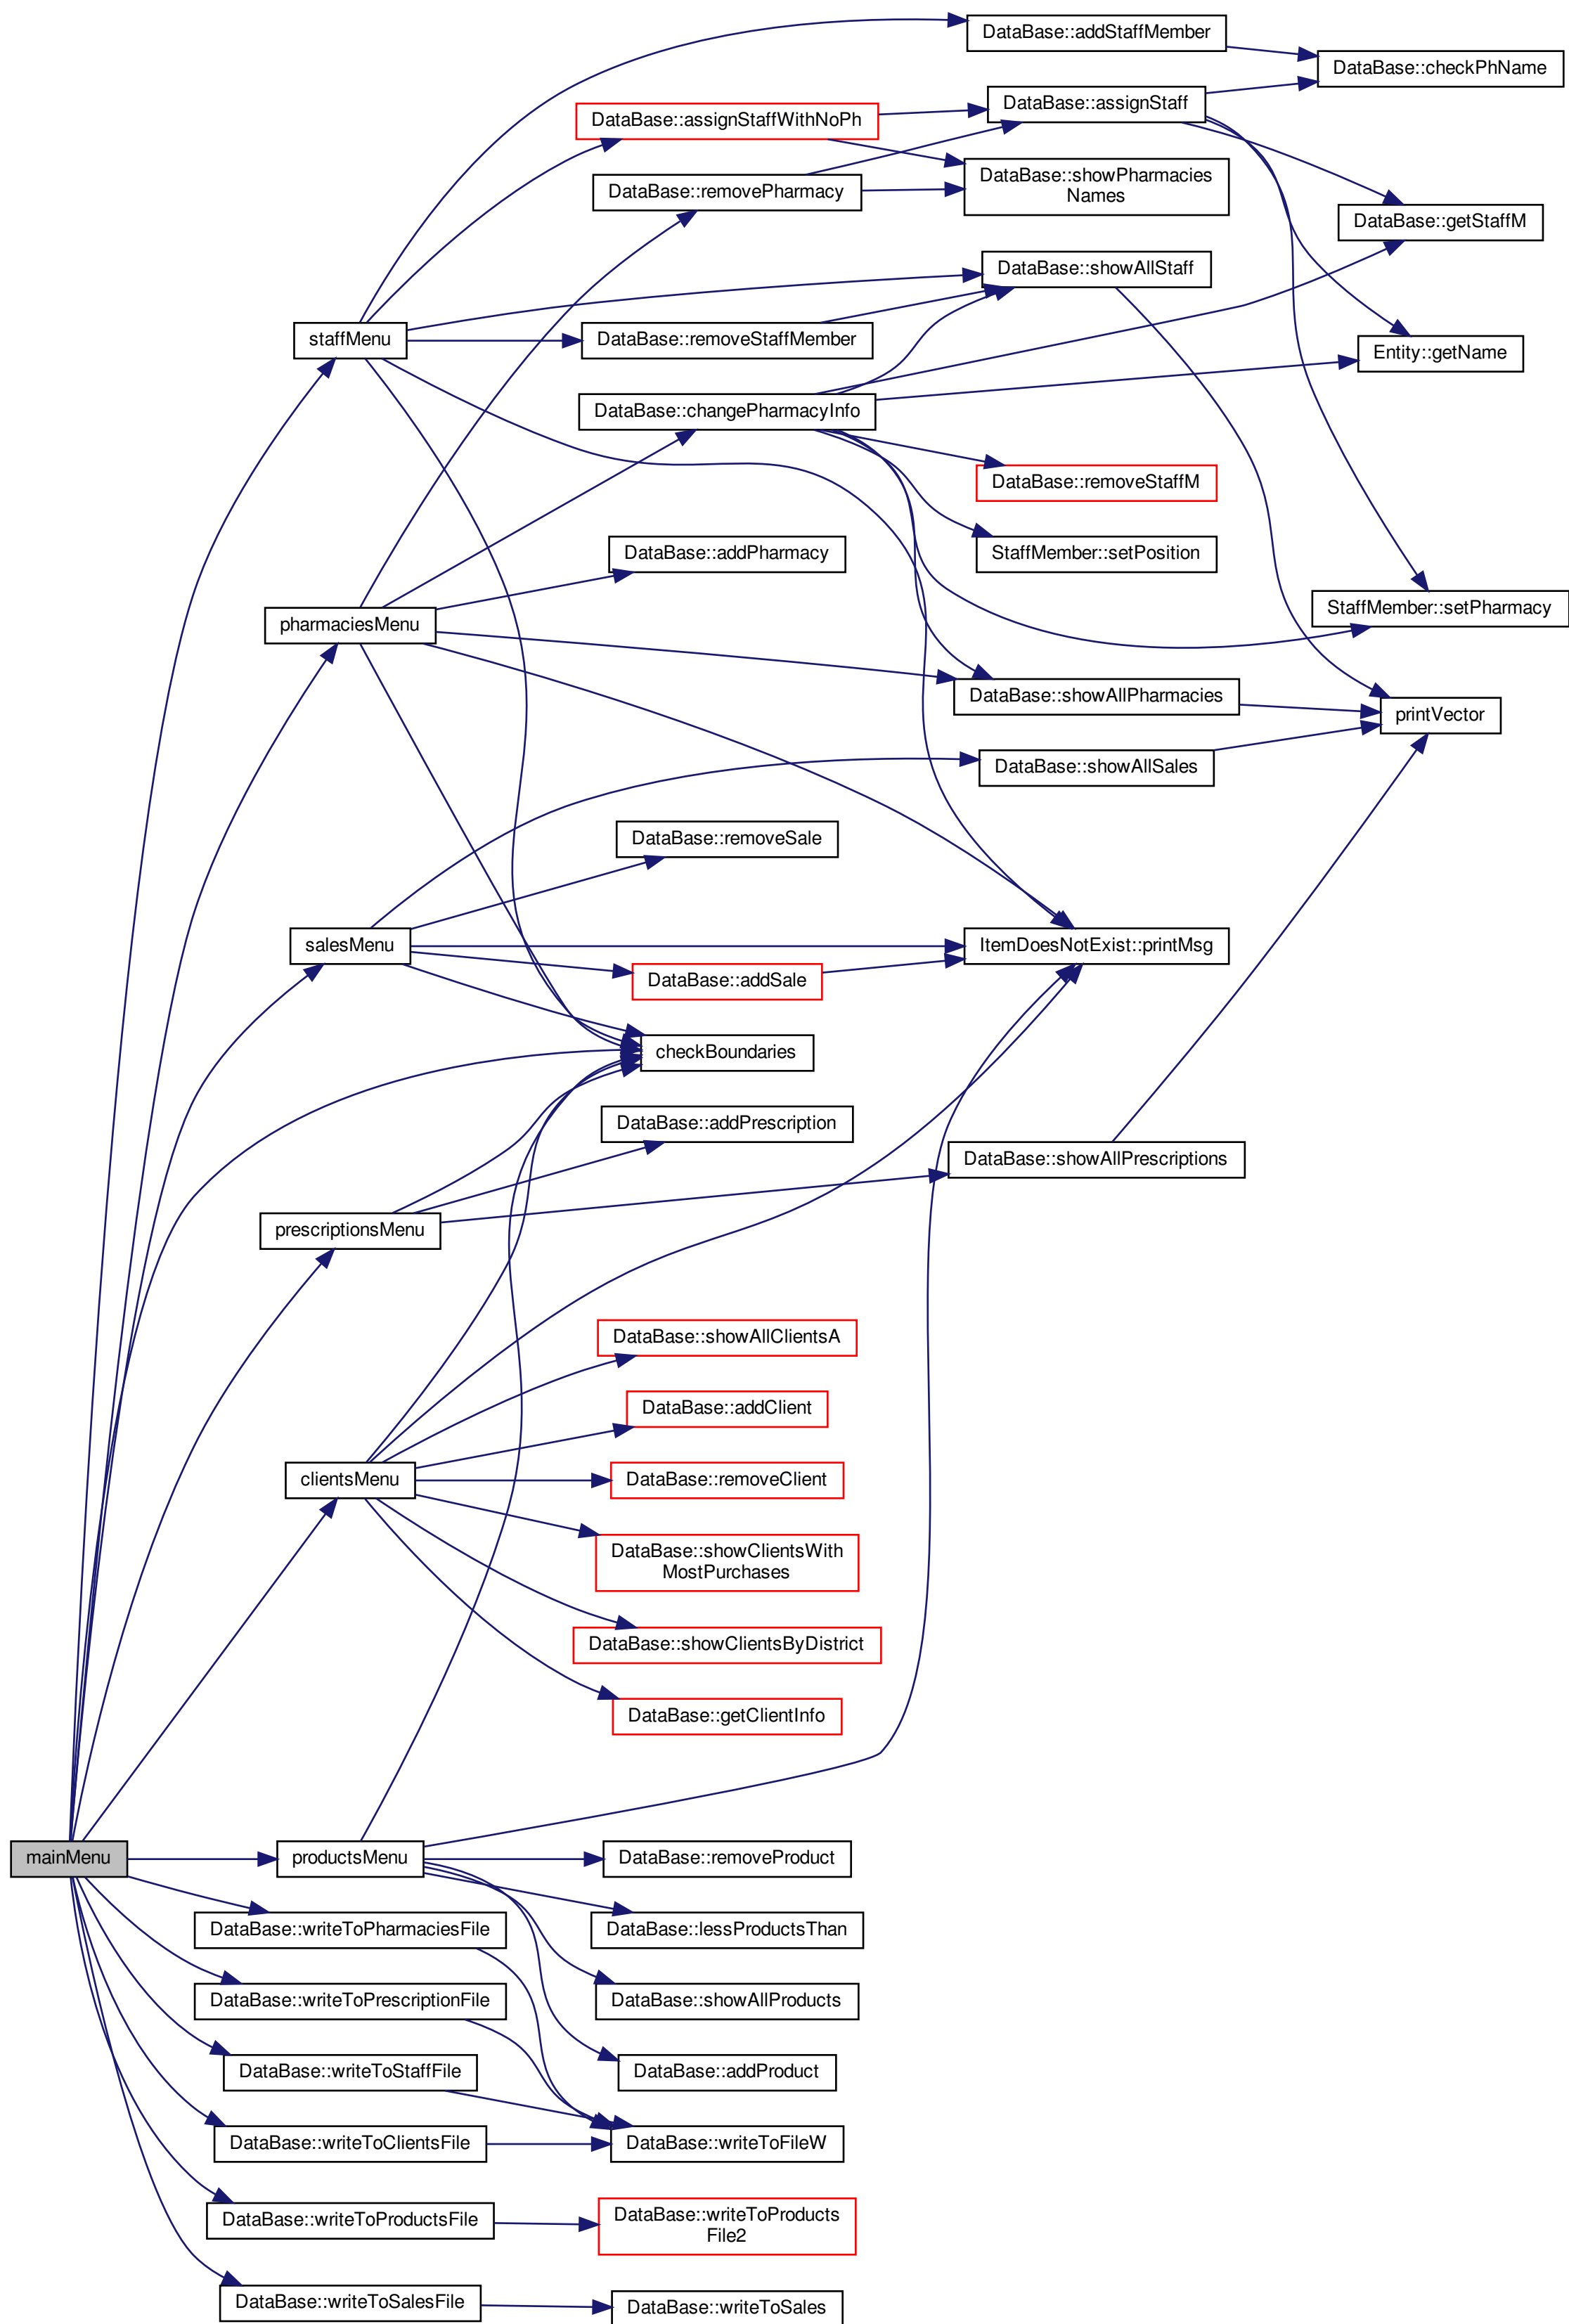 DataBase::addStaffMember
DataBase::checkPhName
DataBase::assignStaff
DataBase::assignStaffWithNoPh
DataBase::showPharmacies
Names
DataBase::removePharmacy
DataBase::getStaffM
DataBase::showAllStaff
staffMenu
DataBase::removeStaffMember
Entity::getName
DataBase::changePharmacyInfo
DataBase::removeStaffM
DataBase::addPharmacy
StaffMember::setPosition
StaffMember::setPharmacy
pharmaciesMenu
DataBase::showAllPharmacies
printVector
DataBase::showAllSales
DataBase::removeSale
salesMenu
ItemDoesNotExist::printMsg
DataBase::addSale
checkBoundaries
DataBase::addPrescription
DataBase::showAllPrescriptions
prescriptionsMenu
DataBase::showAllClientsA
DataBase::addClient
clientsMenu
DataBase::removeClient
DataBase::showClientsWith
MostPurchases
DataBase::showClientsByDistrict
DataBase::getClientInfo
mainMenu
productsMenu
DataBase::removeProduct
DataBase::writeToPharmaciesFile
DataBase::lessProductsThan
DataBase::writeToPrescriptionFile
DataBase::showAllProducts
DataBase::writeToStaffFile
DataBase::addProduct
DataBase::writeToClientsFile
DataBase::writeToFileW
DataBase::writeToProductsFile
DataBase::writeToProducts
File2
DataBase::writeToSalesFile
DataBase::writeToSales